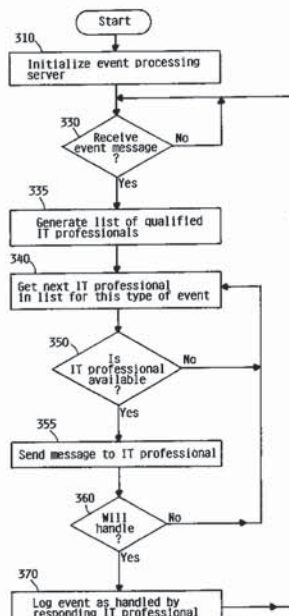 Start
310
Initialize event processing
server
330
Receive
event message
?
No
Yes
335
Generate list of qualified
IT professionals
340
Get next IT professional
in list for this type of event
350
Is
IT professional
available
?
No
Yes
355
Send message to IT professional
360
Will
handle
?
No
Yes
370
Log event as handled by
responding IT professional